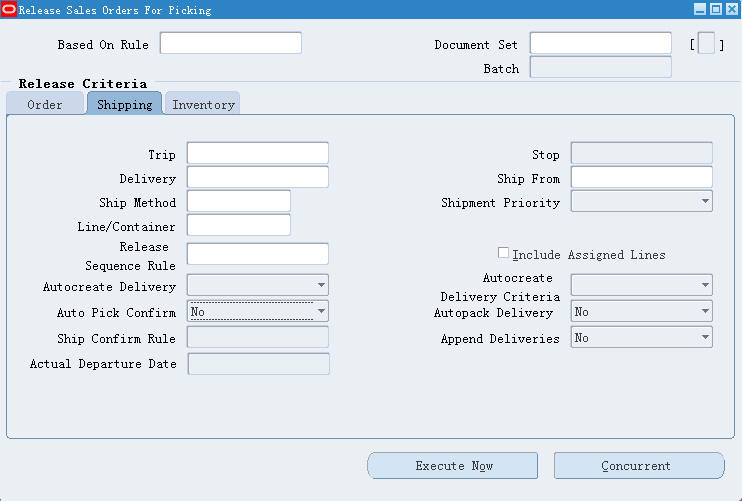 Release Sales Orders For Picking
Based On Rule
Document Set
[ ]
Batch
Release Criteria
Order
Shipping
Inventory
Trip
Stop
Delivery
Ship From
Ship Method
Shipment Priority
Line/Container
Release
Sequence Rule
Include Assigned Lines
Autocreate Delivery
Autocreate
Delivery Criteria
Auto Pick Confirm
No
Autopack Delivery
No
Ship Confirm Rule
Append Deliveries
No
Actual Departure Date
Execute Now
Concurrent